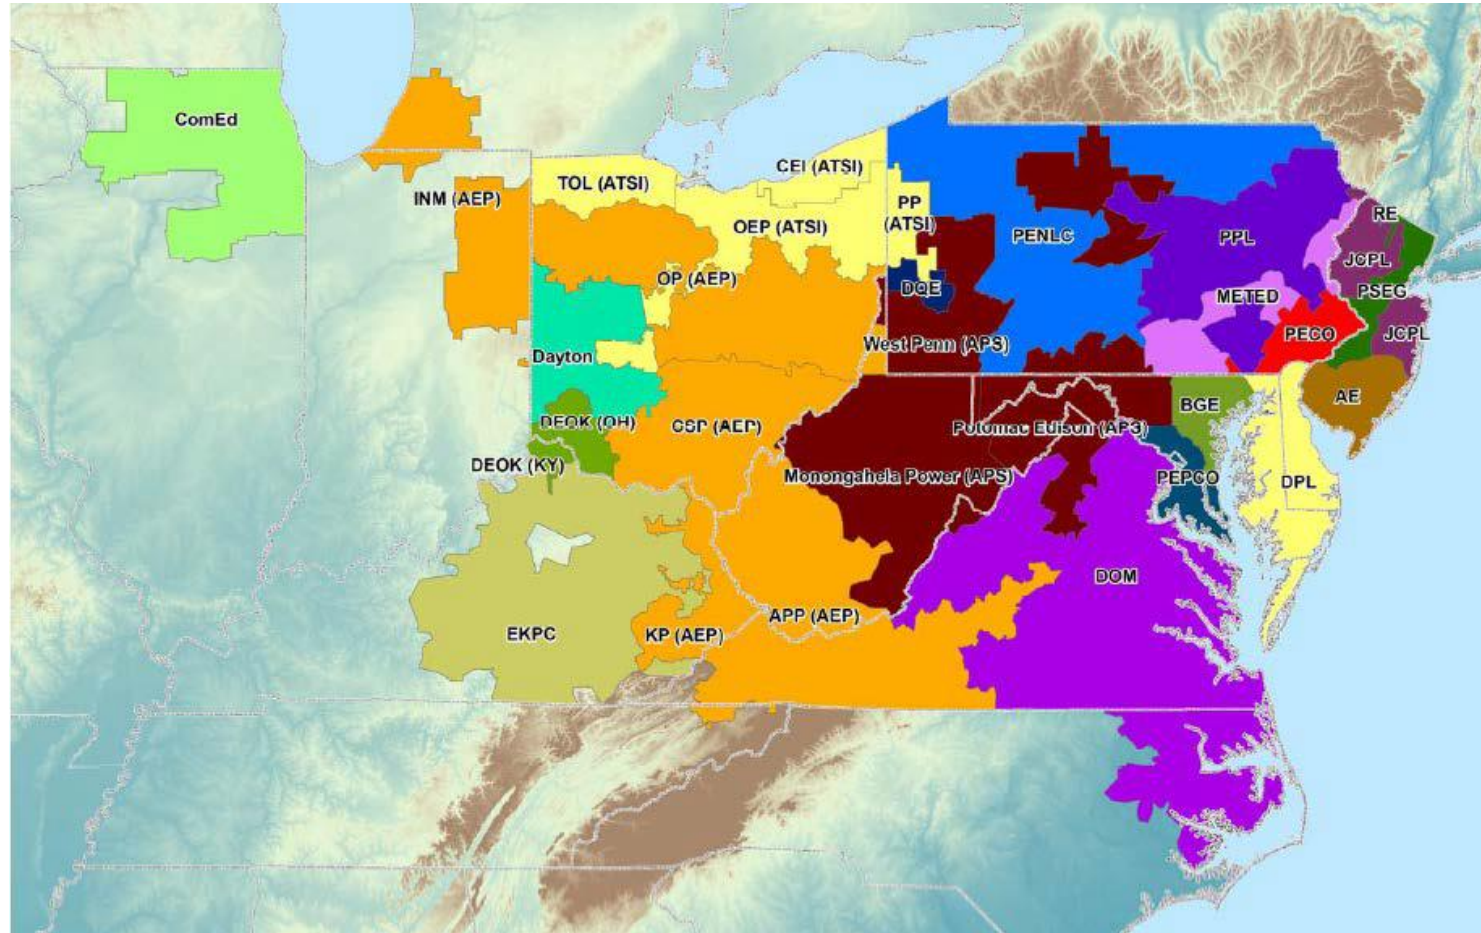 ComEd
CEI (ATSI)
TOL (ATSI)
INM (AEP)
PP
(ATSI)
RE
OEP (ATSI)
PENLC
PPL
JCPL
OP (AEP)
DQE
METED
PSEG
PECO
JCPL
West Penn (APS)
Dayton
AE
BGE
DEOK (OH)
CSP (AEP)
Potomac Edison (APS)
DEOK (KY)
Monongahela Power (APS)
PEPCO
DPL
DOM
APP (AEP)
EKPC
KP (AEP)